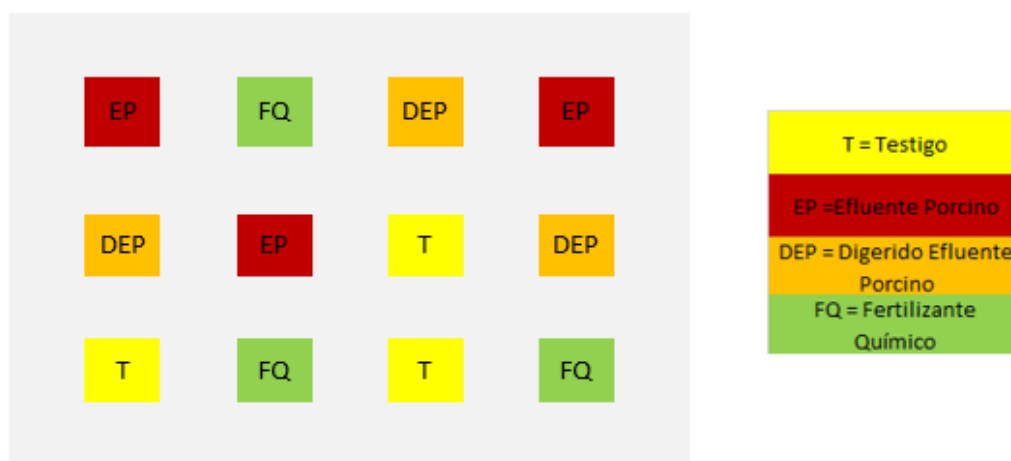 EP FQ DEP EP
DEP EP T DEP
T FQ T FQ
T = Testigo
EP =Efluente Porcino
DEP = Digerido Efluente
Porcino
FQ = Fertilizante
Químico